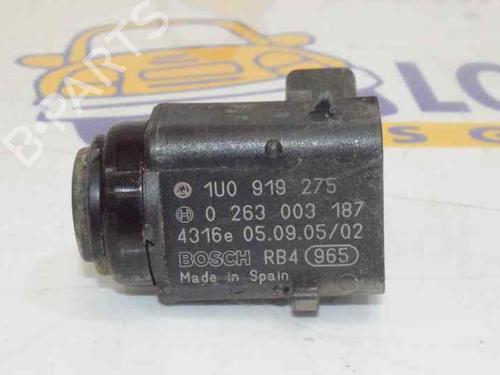 B-PARTS
LO
S G
1U0 919 275
0 263 003 187
4316e 05.09.05/02
BOSCH RB4 965
Made in Spain